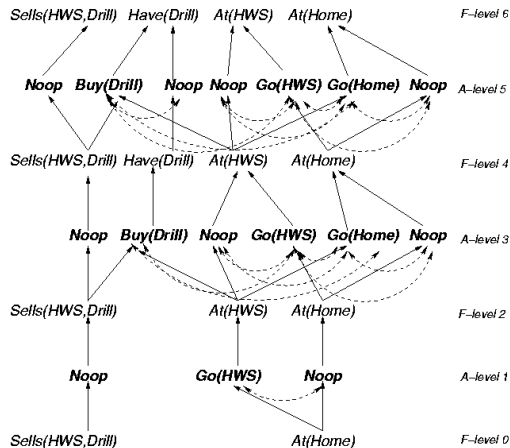 Sells(HWS,Drill) Have(Drill) At(HWS) At(Home) F-level 6
Noop Buy(Drill) Noop Noop Go(HWS) Go(Home) Noop A-level 5
Sells(HWS,Drill) Have(Drill) At(HWS) At(Home) F-level 4
Noop Buy(Drill) Noop Go(HWS) Go(Home) Noop A-level 3
Sells(HWS,Drill) At(HWS) At(Home) F-level 2
Noop Go(HWS) Noop A-level 1
Sells(HWS,Drill) At(Home) F-level 0